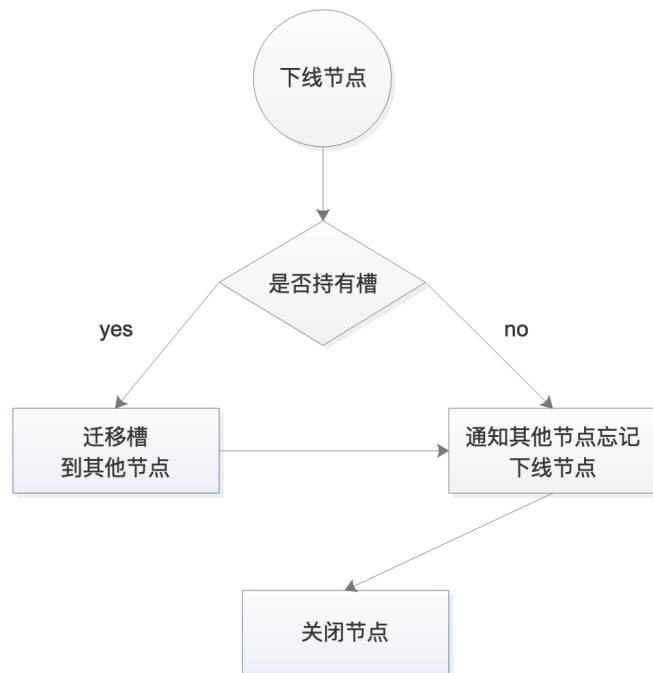 下线节点
是否持有槽
yes
no
迁移槽
到其他节点
通知其他节点忘记
下线节点
关闭节点